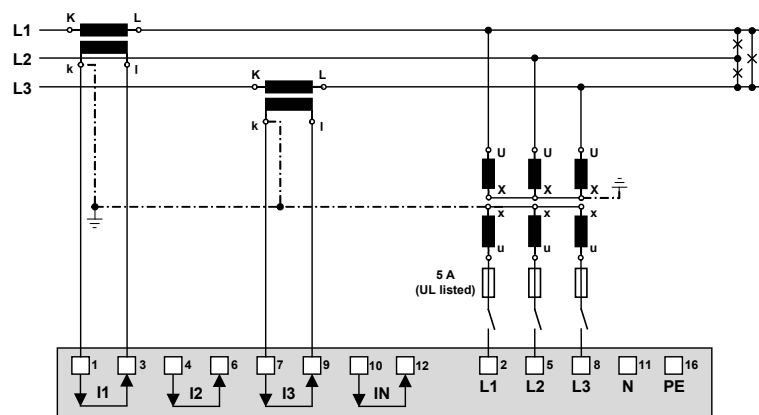 L1 K L
L2
k l
L3 K L
k l
U U U
X X X
x x x
u u u
5 A
(UL listed)
1 3 4 6 7 9 10 12 2 5 8 11 16
I1 I2 I3 IN L1 L2 L3 N PE